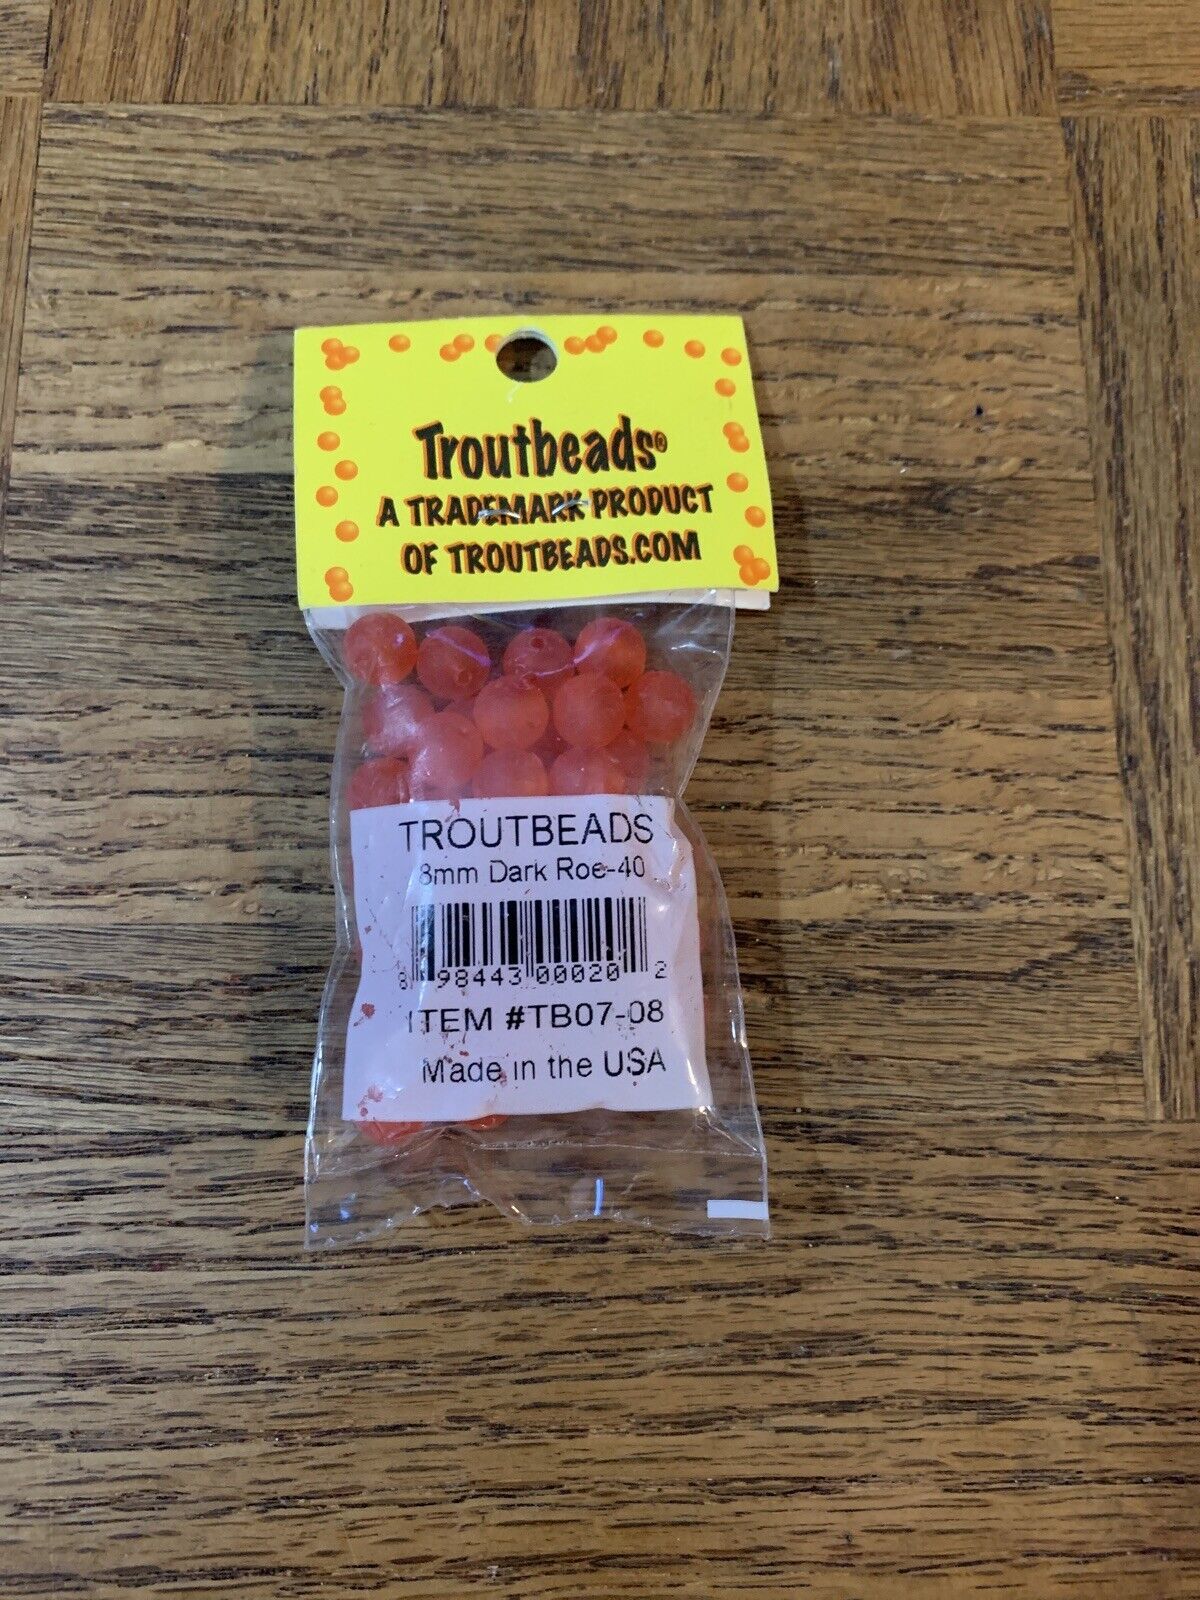 Troutbeads®
A TRADEMARK PRODUCT
OF TROUTBEADS.COM
TROUTBEADS
8mm Dark Roe-40
8 98443 00020 2
ITEM #TB07-08
Made in the USA